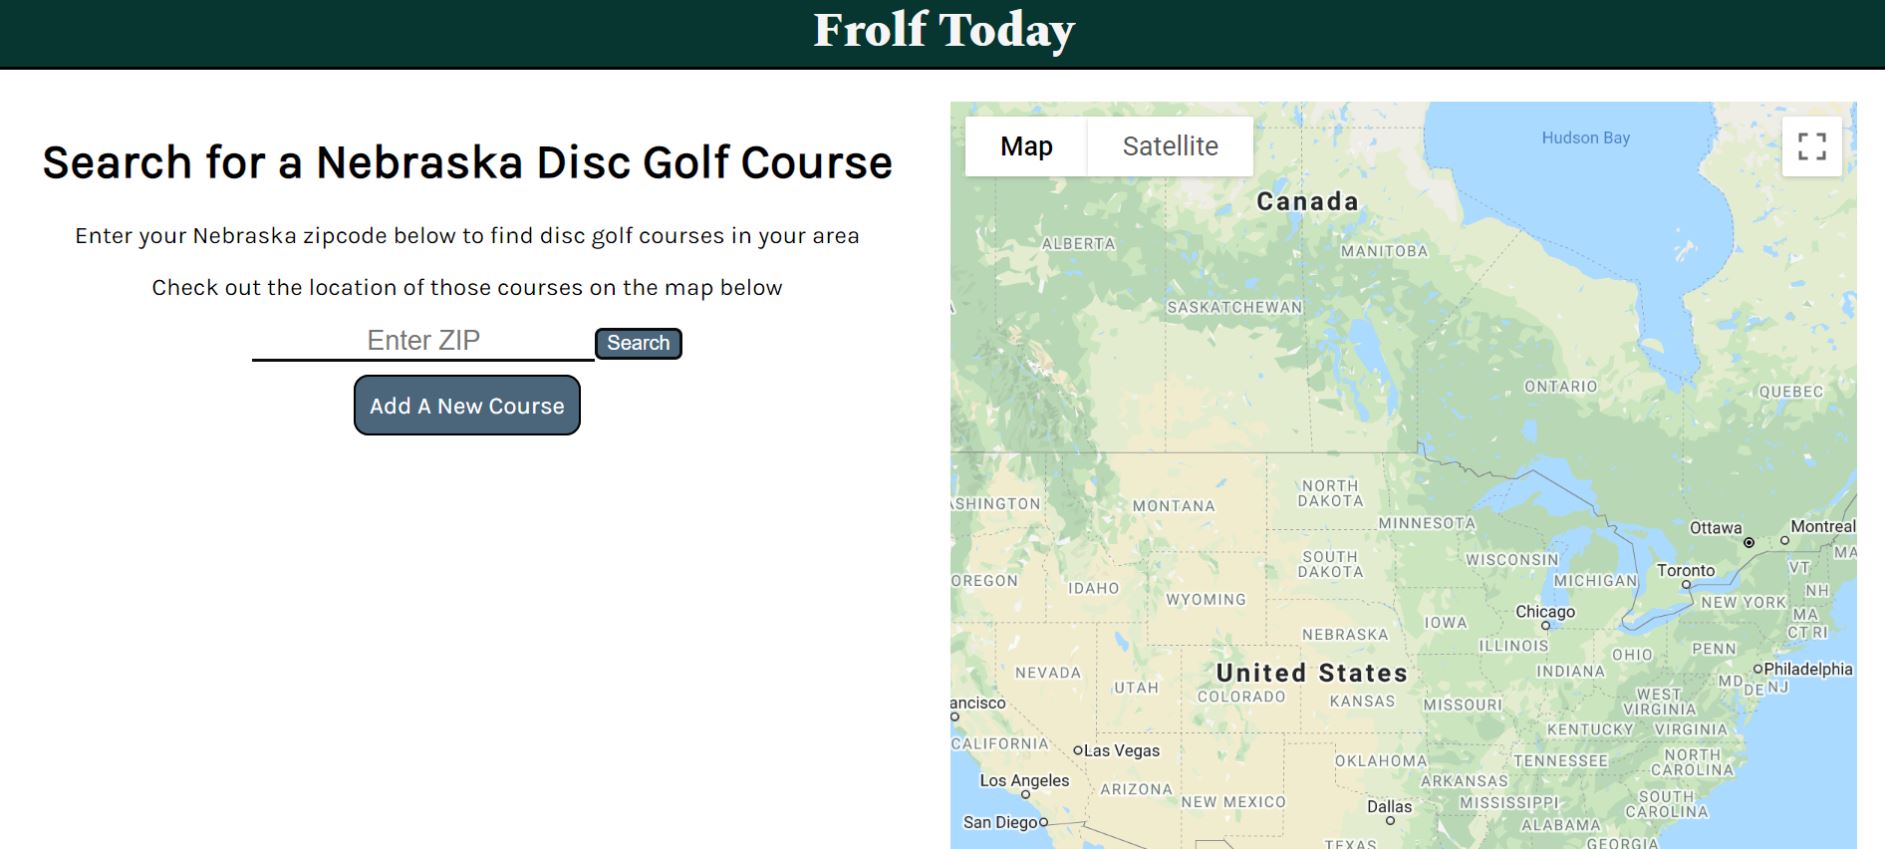 Frolf Today
Search for a Nebraska Disc Golf Course
Enter your Nebraska zipcode below to find disc golf courses in your area
Check out the location of those courses on the map below
Enter ZIP
Search
Add A New Course
Map
Satellite
Hudson Bay
Canada
ALBERTA
MANITOBA
SASKATCHEWAN
ONTARIO
QUEBEC
ASHINGTON
MONTANA
NORTH
DAKOTA
MINNESOTA
Ottawa
Montreal
OREGON
IDAHO
SOUTH
DAKOTA
WISCONSIN
MICHIGAN
Toronto
VT
MA
NH
WYOMING
NEW YORK
MA
CT RI
Chicago
IOWA
NEBRASKA
ILLINOIS
INDIANA
OHIO
PENN
Philadelphia
NEVADA
UTAH
United States
COLORADO
KANSAS
MISSOURI
WEST
VIRGINIA
MD
DE
NJ
ancisco
KENTUCKY
VIRGINIA
CALIFORNIA
Las Vegas
OKLAHOMA
TENNESSEE
NORTH
CAROLINA
Los Angeles
ARIZONA
NEW MEXICO
ARKANSAS
MISSISSIPPI
SOUTH
CAROLINA
San Diego
Dallas
ALABAMA
TEXAS
GEORGIA